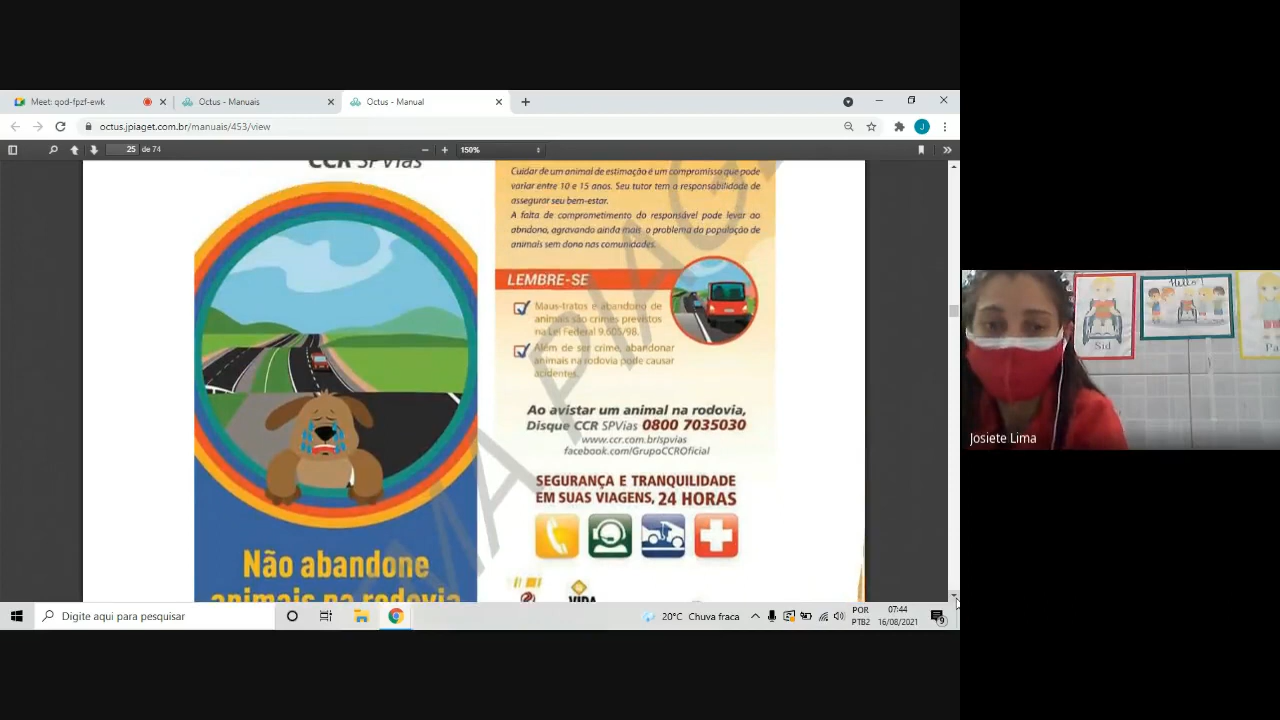 Meet: qod-fpzf-ewk
Octus - Manuais
Octus - Manual
octus.jpiaget.com.br/manuais/453/view
25 de 74
150%
CCR SPVias
Não abandone
animais na rodovia
Cuidar de um animal de estimação é um compromisso que pode
variar entre 10 e 15 anos. Seu tutor tem a responsabilidade de
assegurar seu bem-estar.
A falta de comprometimento do responsável pode levar ao
abndono, agravando ainda mais o problema da população de
animais sem dono nas comunidades.
LEMBRE-SE
Maus-tratos e abandono de
animais são crimes previstos
na Lei Federal 9.605/98.
Além de ser crime, abandonar
animais na rodovia pode causar
acidentes.
Ao avistar um animal na rodovia,
Disque CCR SPVias 0800 7035030
www.ccr.com.br/spvias
facebook.com/GrupoCCROficial
SEGURANÇA E TRANQUILIDADE
EM SUAS VIAGENS, 24 HORAS
VIDA
Digite aqui para pesquisar
20°C Chuva fraca
POR
PTB2
07:44
16/08/2021
9
J
Hello!
Sid
Josiete Lima